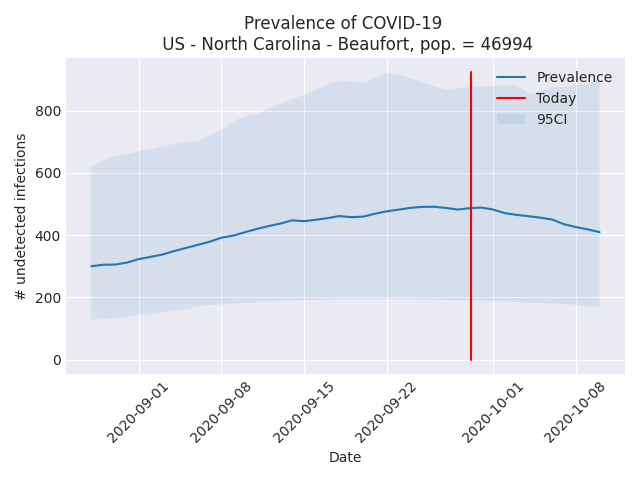 Prevalence of COVID-19
US - North Carolina - Beaufort, pop. = 46994
Prevalence
Today
95CI
# undetected infections
800
600
400
200
0
2020-09-01
2020-09-08
2020-09-15
2020-09-22
2020-10-01
2020-10-08
Date